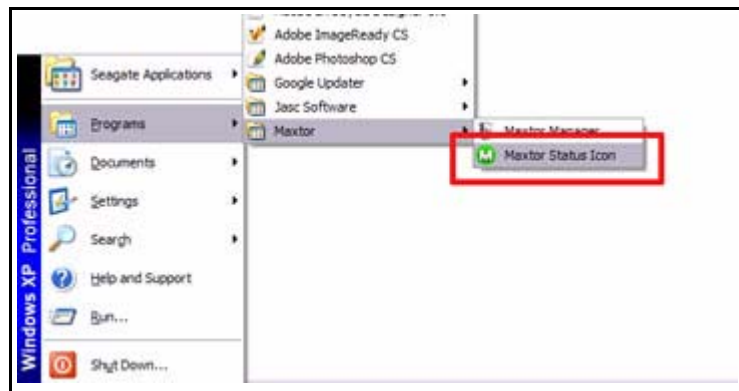 Adobe ImageReady CS
Adobe Photoshop CS
Google Updater
Jasc Software
Maxtor
Maxtor Manager
Maxtor Status Icon
Seagate Applications
Programs
Documents
Settings
Search
Help and Support
Run...
Shut Down...
Windows XP Professional